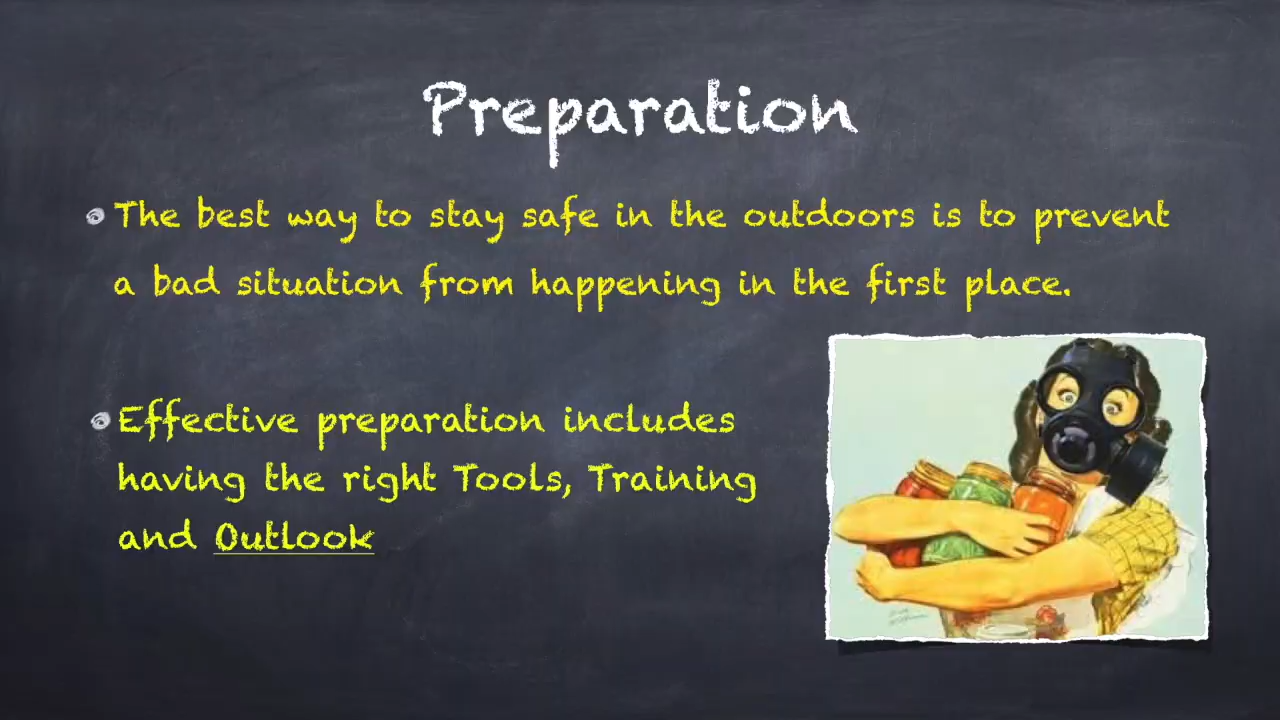 Preparation
The best way to stay safe in the outdoors is to prevent
a bad situation from happening in the first place.
Effective preparation includes
having the right Tools, Training
and Outlook